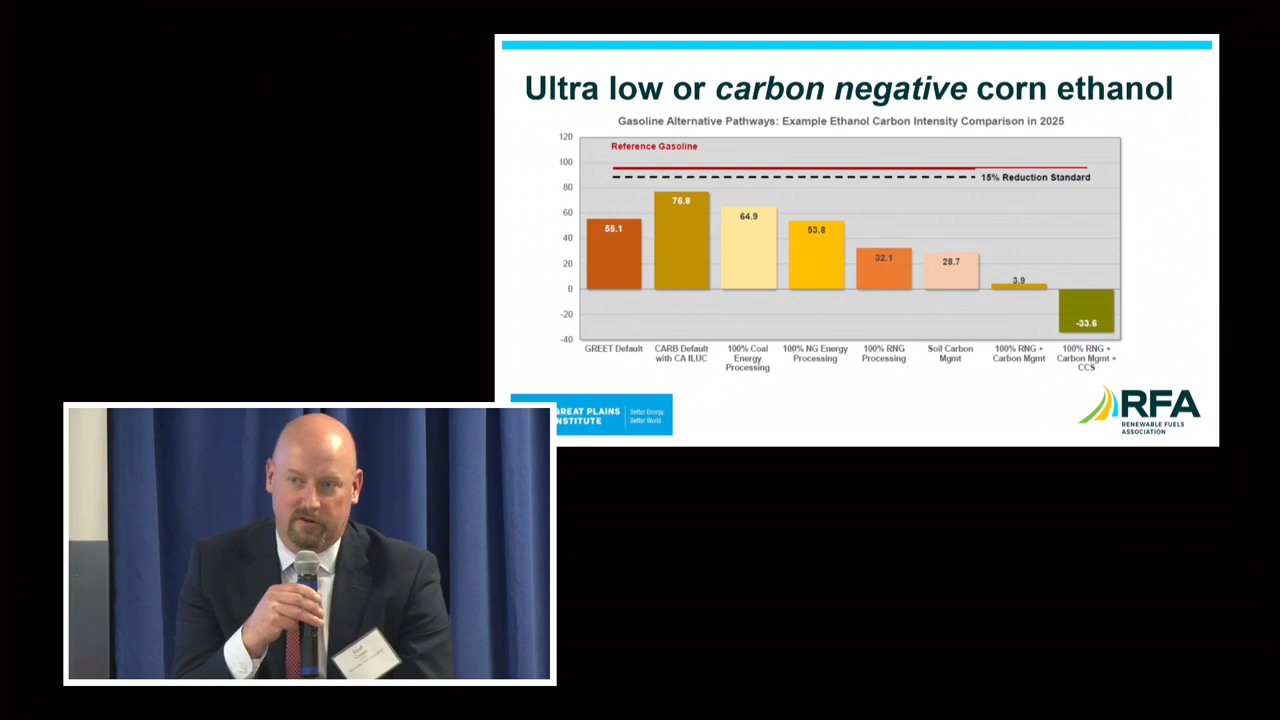 Ultra low or carbon negative corn ethanol
Gasoline Alternative Pathways: Example Ethanol Carbon Intensity Comparison in 2025
120
100
80
60
40
20
0
-20
-40
Reference Gasoline
15% Reduction Standard
55.1
76.8
64.9
53.8
32.1
28.7
3.9
-33.6
GREET Default
CARB Default
with CA ILUC
100% Coal
Energy
Processing
100% NG Energy
Processing
100% RNG
Processing
Soil Carbon
Mgmt
100% RNG +
Carbon Mgmt
100% RNG +
Carbon Mgmt +
CCS
GREAT PLAINS
INSTITUTE
Better Energy.
Better World.
RFA
RENEWABLE FUELS
ASSOCIATION